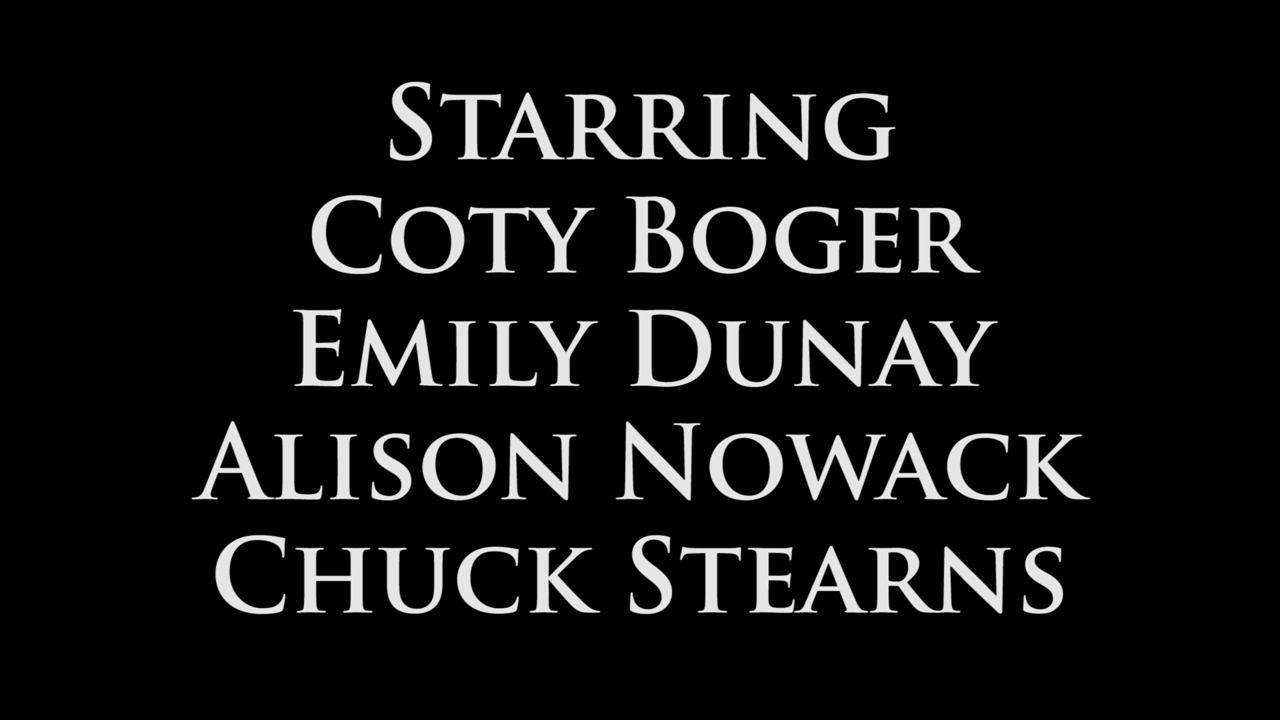 Starring
Coty Boger
Emily Dunay
Alison Nowack
Chuck Stearns